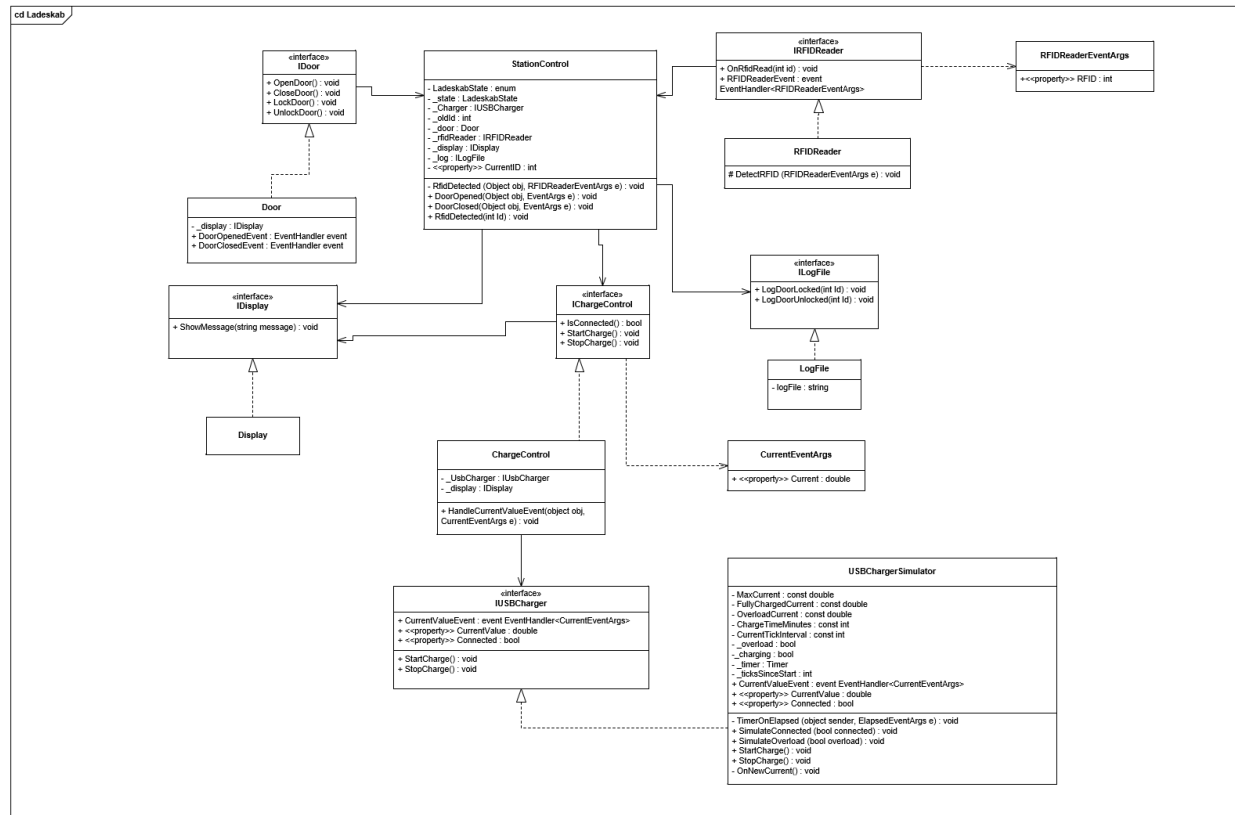 cd Ladeskab
«interface»
IDoor
+ OpenDoor() : void
+ CloseDoor() : void
+ LockDoor() : void
+ UnlockDoor() : void
StationControl
- LadeskabState : enum
- _state : LadeskabState
- _Charger : IUSBCharger
- _oldId : int
- _door : Door
- _rfidReader : IRFIDReader
- _display : IDisplay
- _log : ILogFile
- <<property>> CurrentID : int
- RfidDetected (Object obj, RFIDReaderEventArgs e) : void
+ DoorOpened(Object obj, EventArgs e) : void
+ DoorClosed(Object obj, EventArgs e) : void
+ RfidDetected(int Id) : void
«interface»
IRFIDReader
+ OnRfidRead(int id) : void
+ RFIDReaderEvent : event
EventHandler<RFIDReaderEventArgs>
RFIDReaderEventArgs
+<<property>> RFID : int
RFIDReader
# DetectRFID (RFIDReaderEventArgs e) : void
Door
- _display : IDisplay
+ DoorOpenedEvent : EventHandler event
+ DoorClosedEvent : EventHandler event
«interface»
IDisplay
+ ShowMessage(string message) : void
«interface»
IChargeControl
+ IsConnected() : bool
+ StartCharge() : void
+ StopCharge() : void
«interface»
ILogFile
+ LogDoorLocked(int Id) : void
+ LogDoorUnlocked(int Id) : void
LogFile
- logFile : string
Display
ChargeControl
- _UsbCharger : IUsbCharger
- _display : IDisplay
+ HandleCurrentValueEvent(object obj,
CurrentEventArgs e) : void
CurrentEventArgs
+ <<property>> Current : double
«interface»
IUSBCharger
+ CurrentValueEvent : event EventHandler<CurrentEventArgs>
+ <<property>> CurrentValue : double
+ <<property>> Connected : bool
+ StartCharge() : void
+ StopCharge() : void
USBChargerSimulator
- MaxCurrent : const double
- FullyChargedCurrent : const double
- OverloadCurrent : const double
- ChargeTimeMinutes : const int
- CurrentTickInterval : const int
- _overload : bool
- _charging : bool
- _timer : Timer
- _ticksSinceStart : int
+ CurrentValueEvent : event EventHandler<CurrentEventArgs>
+ <<property>> CurrentValue : double
+ <<property>> Connected : bool
- TimerOnElapsed (object sender, ElapsedEventArgs e) : void
+ SimulateConnected (bool connected) : void
+ SimulateOverload (bool overload) : void
+ StartCharge() : void
+ StopCharge() : void
- OnNewCurrent() : void